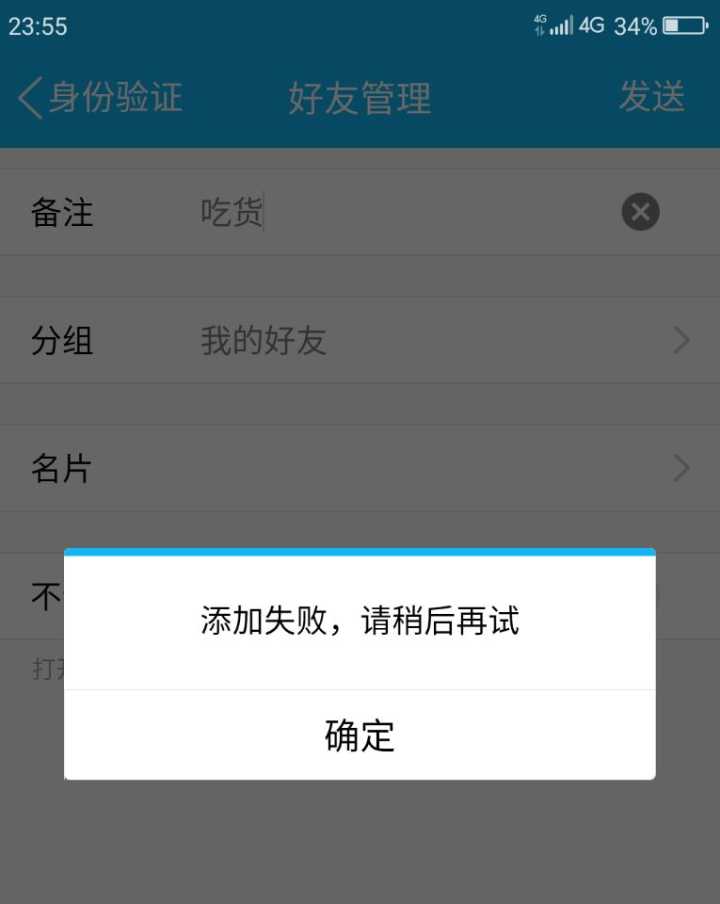 23:55 4G 4G 34%
身份验证 好友管理 发送
备注 吃货
分组 我的好友
名片
不
添加失败，请稍后再试
打开
确定